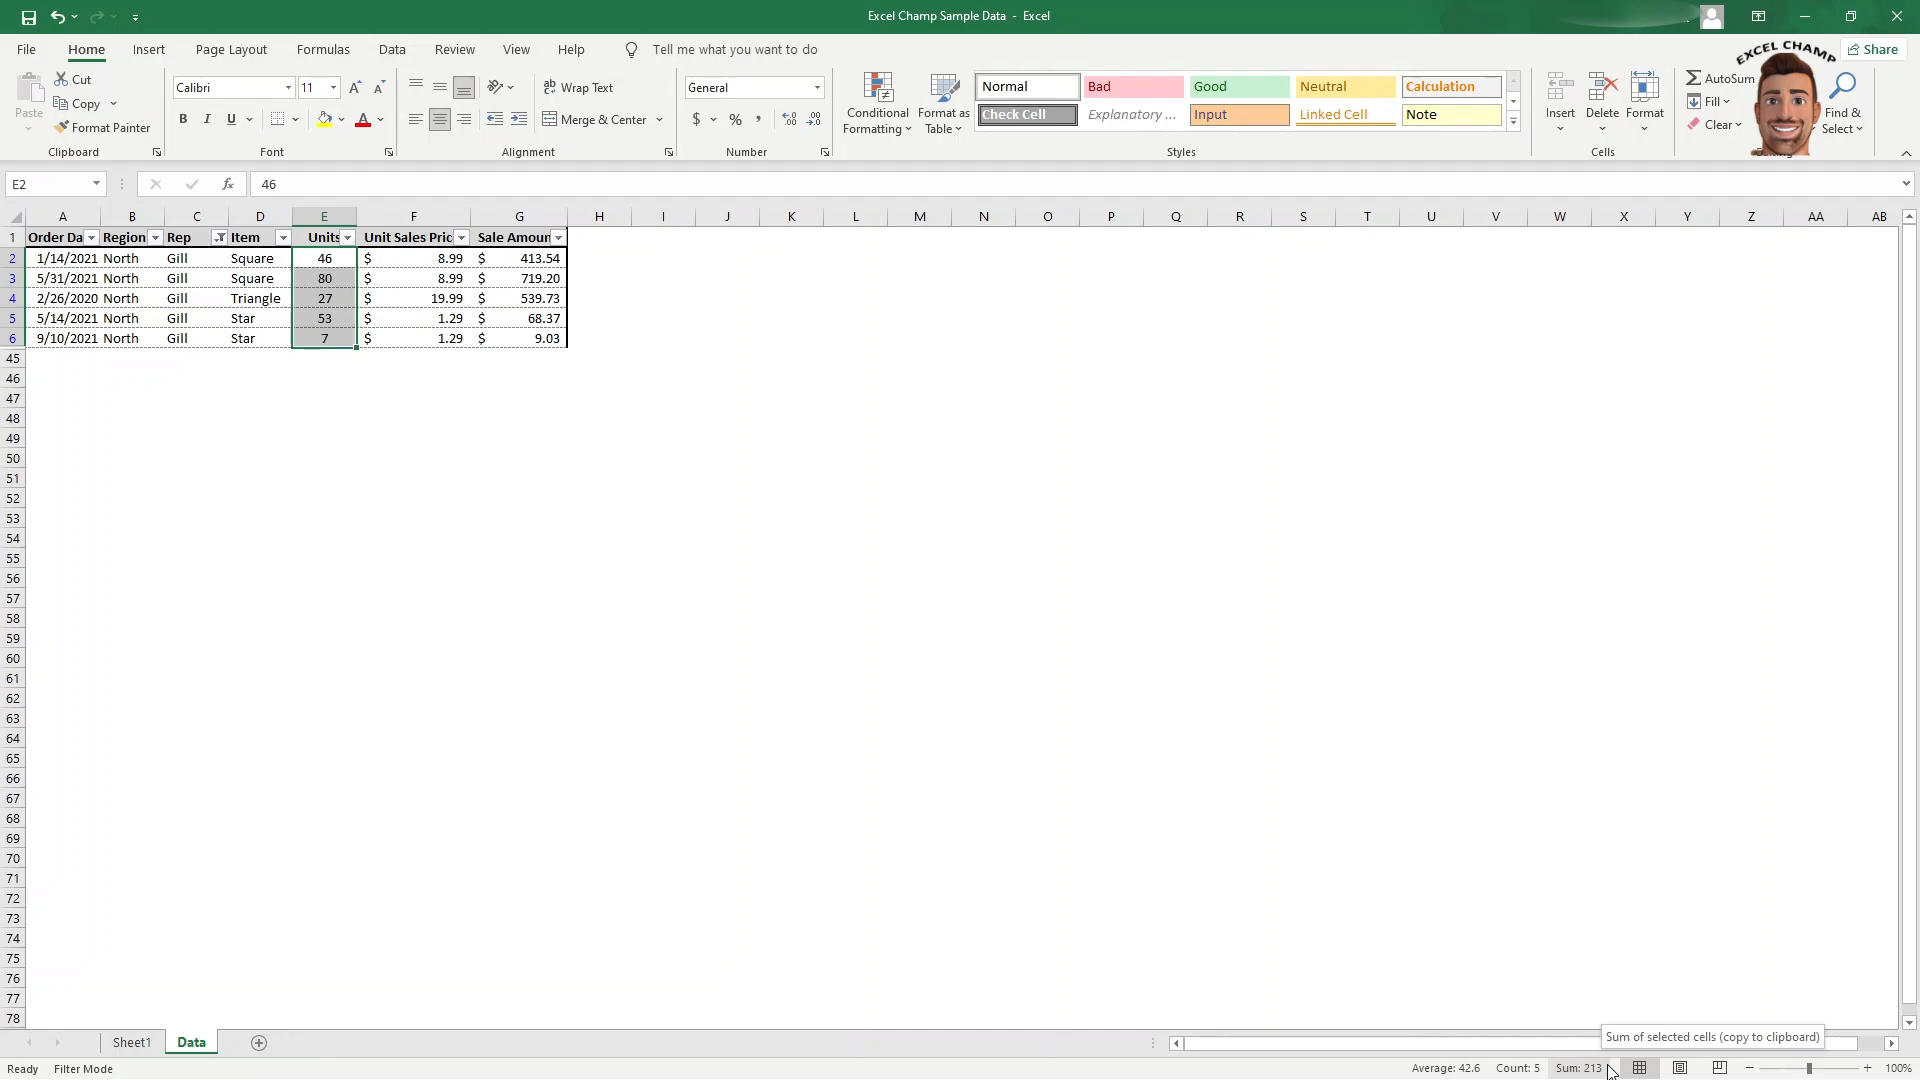 Excel Champ Sample Data - Excel
File Home Insert Page Layout Formulas Data Review View Help Tell me what you want to do
EXCEL CHAMP
Share
Paste
Cut
Copy
Format Painter
Clipboard
Calibri 11
B I U A
Font
Wrap Text
Merge & Center
Alignment
General
$ % ,
Number
Conditional Formatting
Format as Table
Normal Bad Good Neutral Calculation
Check Cell Explanatory ... Input Linked Cell Note
Styles
Insert Delete Format
Cells
AutoSum
Fill
Clear
Find & Select
E2 fx 46
A B C D E F G H I J K L M N O P Q R S T U V W X Y Z AA AB
1 Order Da Region Rep Item Units Unit Sales Pric Sale Amoun
2 1/14/2021 North Gill Square 46 $ 8.99 $ 413.54
3 5/31/2021 North Gill Square 80 $ 8.99 $ 719.20
4 2/26/2020 North Gill Triangle 27 $ 19.99 $ 539.73
5 5/14/2021 North Gill Star 53 $ 1.29 $ 68.37
6 9/10/2021 North Gill Star 7 $ 1.29 $ 9.03
45
46
47
48
49
50
51
52
53
54
55
56
57
58
59
60
61
62
63
64
65
66
67
68
69
70
71
72
73
74
75
76
77
78
Sheet1 Data
Sum of selected cells (copy to clipboard)
Ready Filter Mode Average: 42.6 Count: 5 Sum: 213 100%